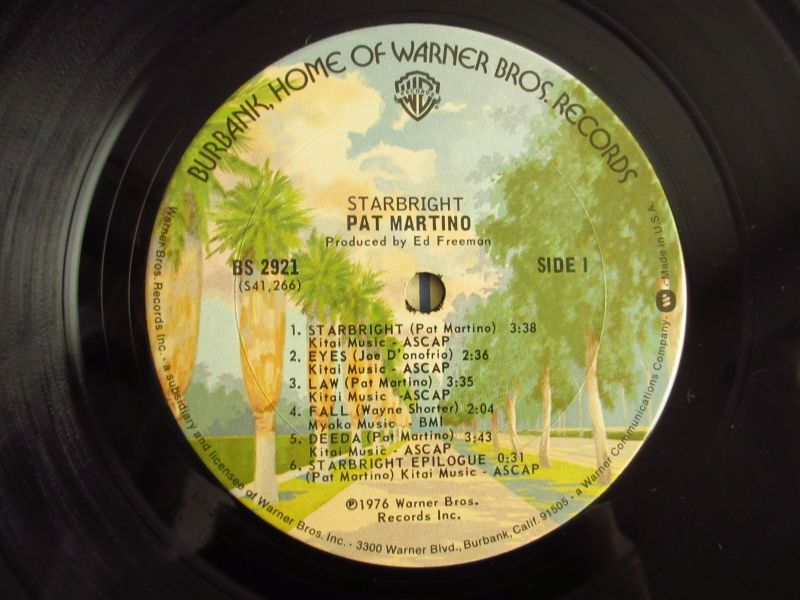 BURBANK, HOME OF WARNER BROS. RECORDS
WB
RECORDS
STARBRIGHT
PAT MARTINO
Produced by Ed Freeman
BS 2921
(S41,266)
SIDE 1
1. STARBRIGHT (Pat Martino) 3:38
Kitai Music - ASCAP
2. EYES (Joe D'onofrio) 2:36
Kitai Music - ASCAP
3. LAW (Pat Martino) 3:35
Kitai Music - ASCAP
4. FALL (Wayne Shorter) 2:04
Myako Music - BMI
5. DEEDA (Pat Martino) 3:43
Kitai Music - ASCAP
6. STARBRIGHT EPILOGUE 0:31
(Pat Martino) Kitai Music - ASCAP
℗1976 Warner Bros.
Records Inc.
Warner Bros. Records Inc. • a subsidiary and licensee of Warner Bros. Inc. • 3300 Warner Blvd., Burbank, Calif. 91505 • a Warner Communications Company • Made in U.S.A.